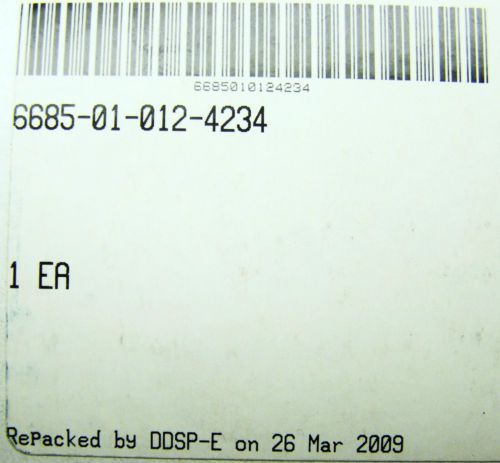 6685010124234
6685-01-012-4234
1 EA
RePacked by DDSP-E on 26 Mar 2009